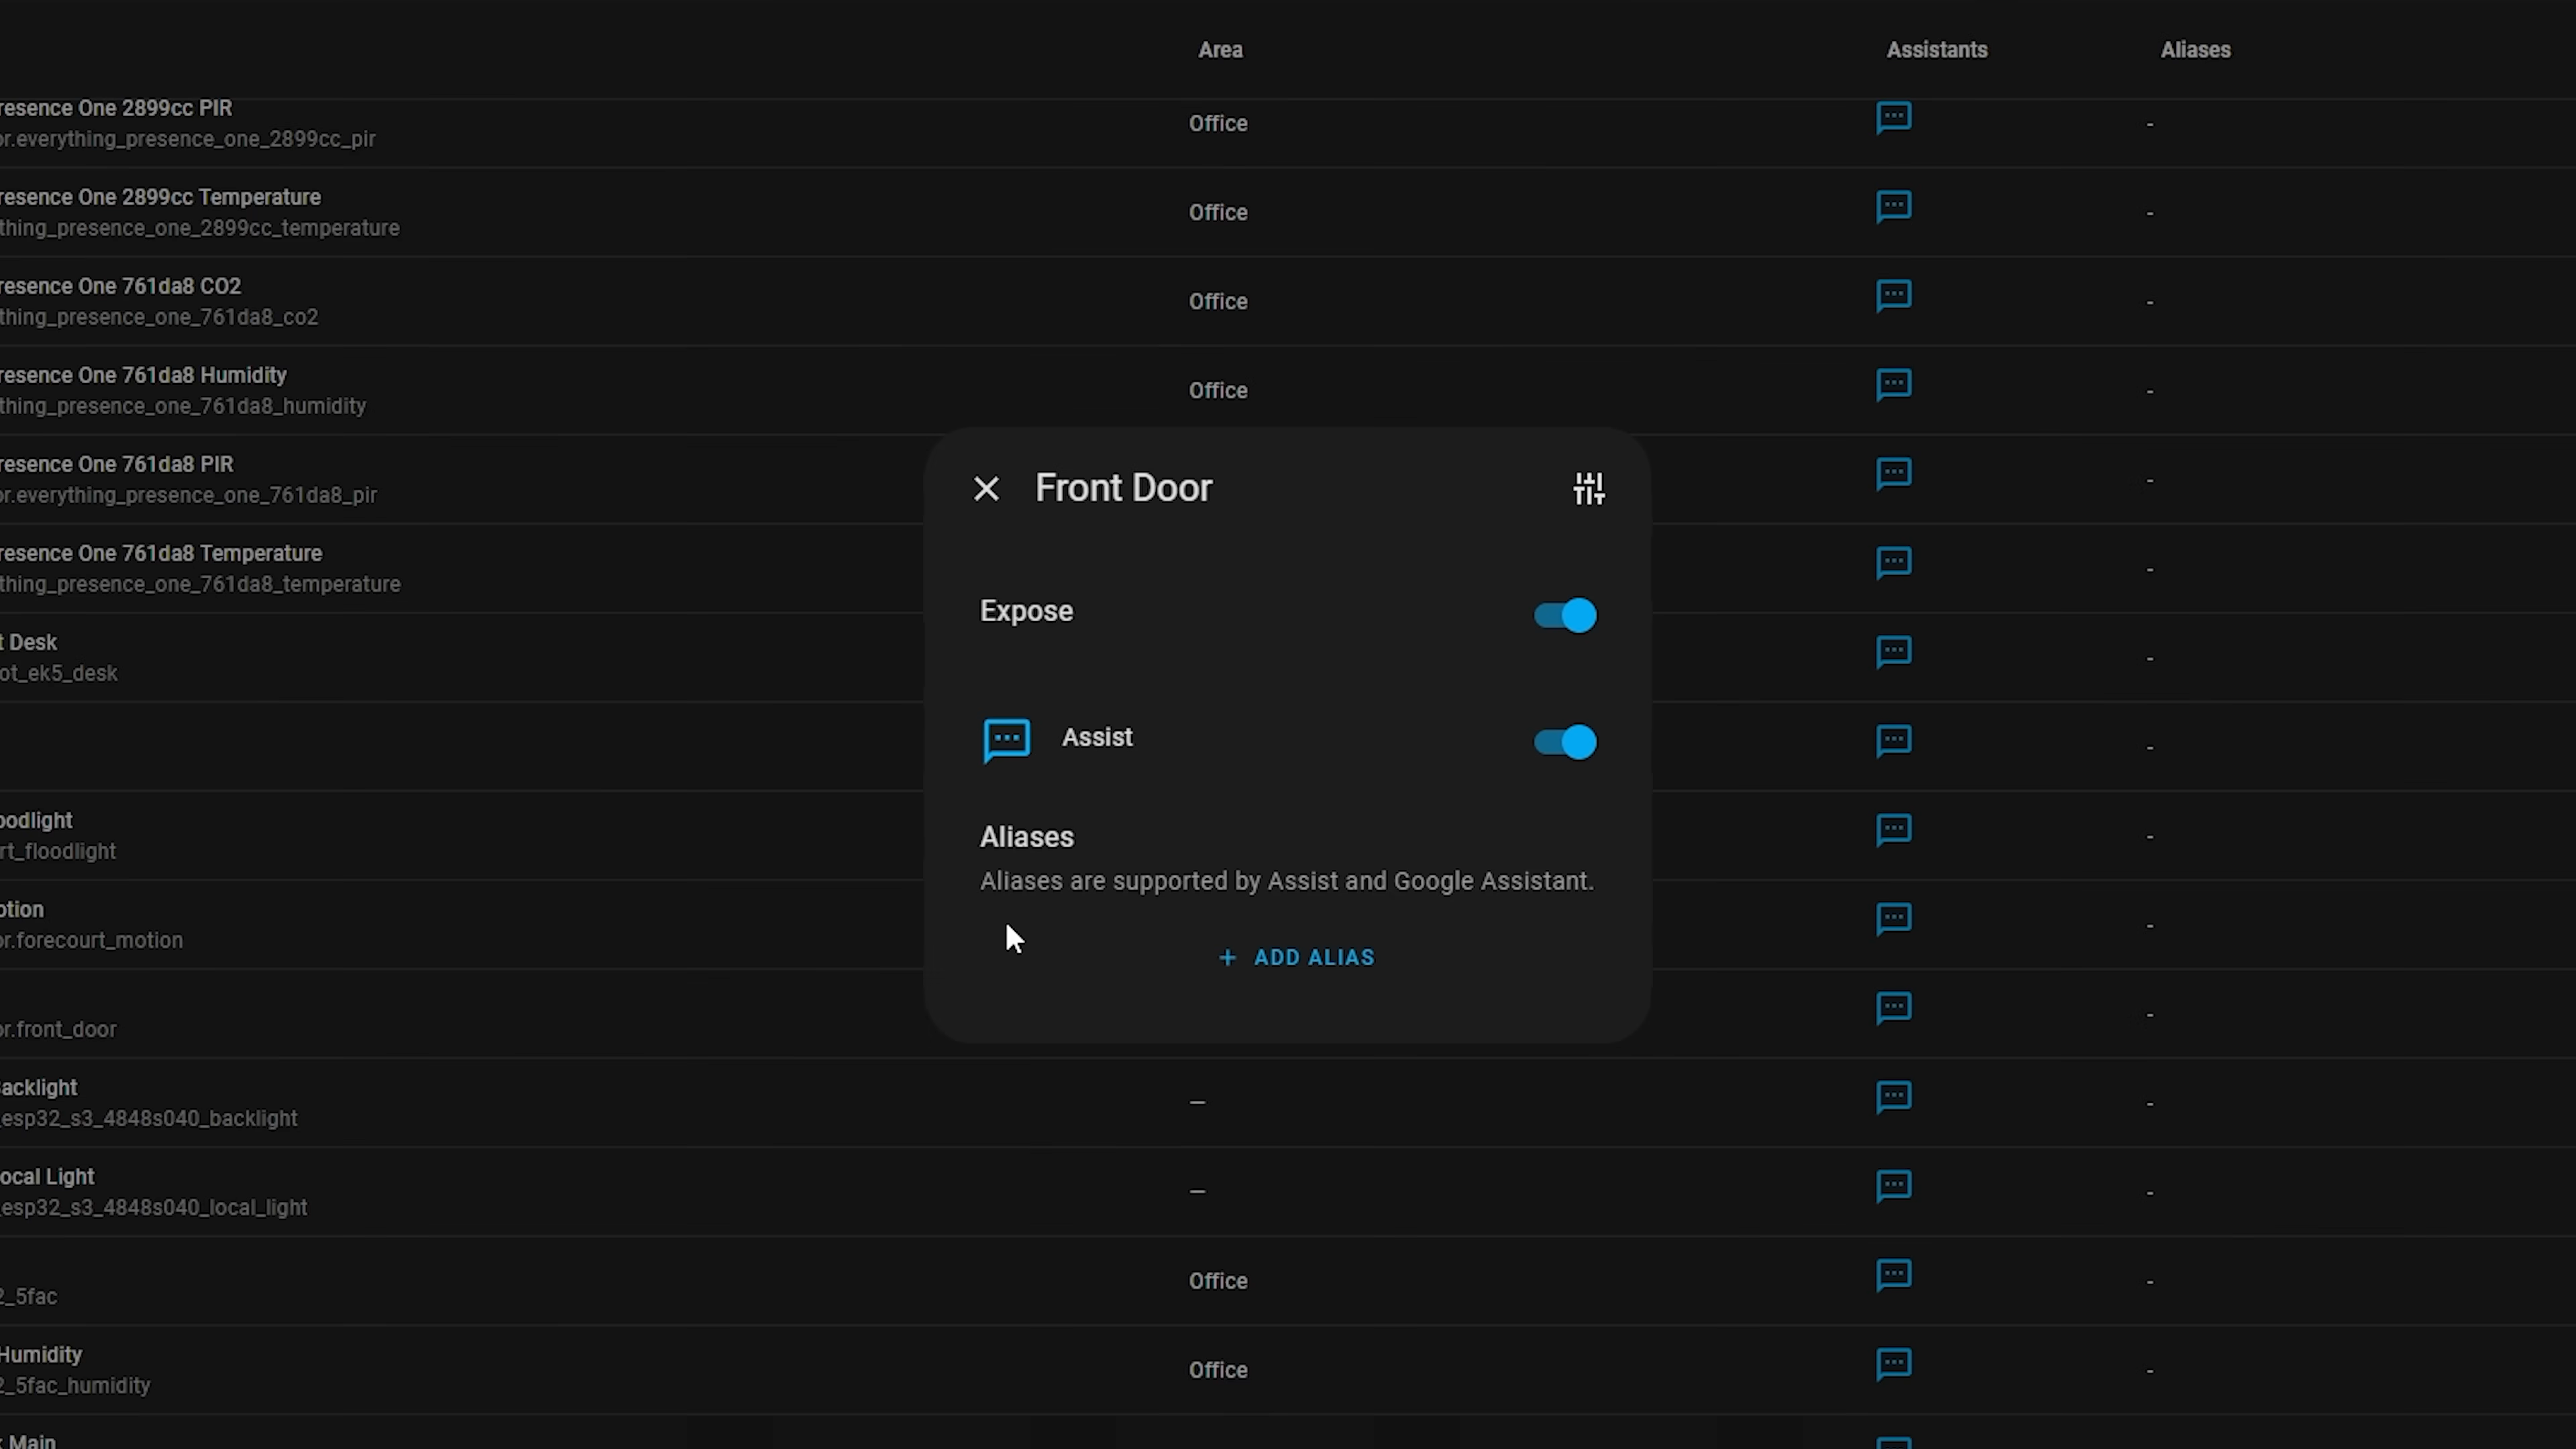 Area Assistants Aliases
resence One 2899cc PIR
or.everything_presence_one_2899cc_pir
Office -
resence One 2899cc Temperature
thing_presence_one_2899cc_temperature
Office -
resence One 761da8 CO2
thing_presence_one_761da8_co2
Office -
resence One 761da8 Humidity
thing_presence_one_761da8_humidity
Office -
resence One 761da8 PIR
or.everything_presence_one_761da8_pir
-
resence One 761da8 Temperature
thing_presence_one_761da8_temperature
-
t Desk
ot_ek5_desk
-
-
oodlight
rt_floodlight
-
otion
or.forecourt_motion
-
or.front_door
-
Backlight
esp32_s3_4848s040_backlight
— -
ocal Light
esp32_s3_4848s040_local_light
— -
2_5fac
Office -
Humidity
2_5fac_humidity
Office -
Main
Front Door
Expose
Assist
Aliases
Aliases are supported by Assist and Google Assistant.
+ ADD ALIAS